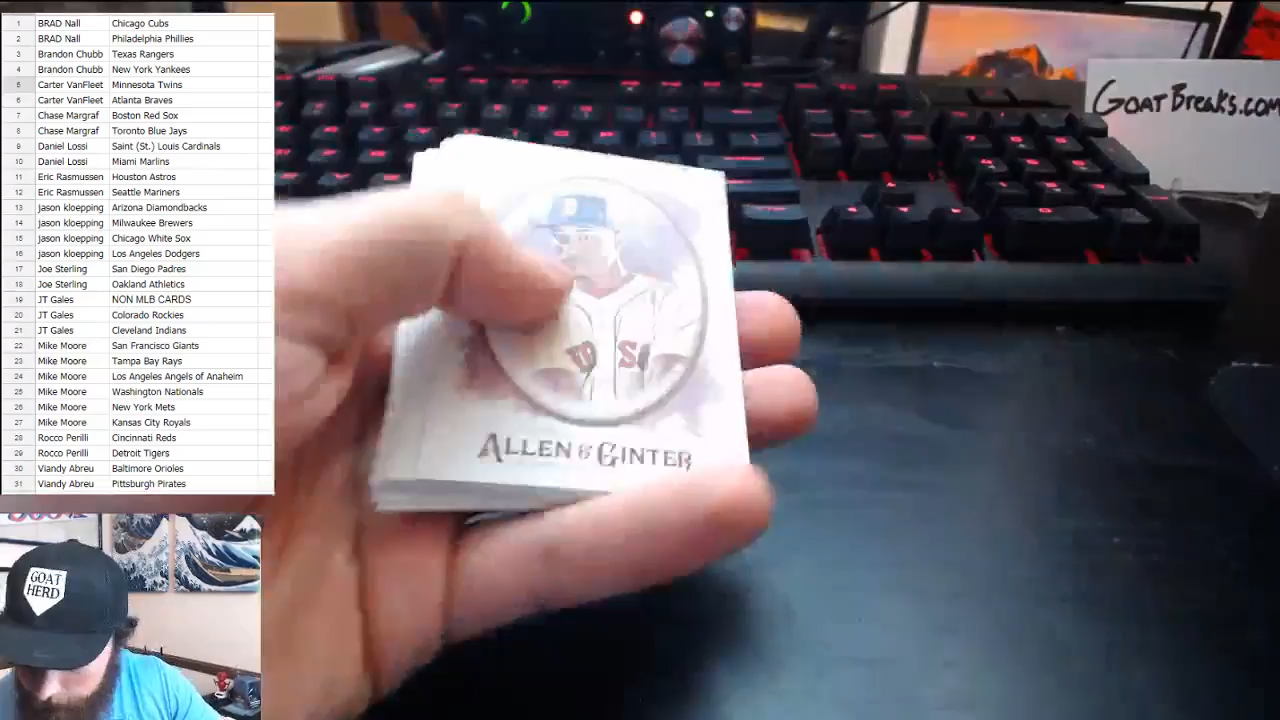 1 BRAD Nall Chicago Cubs
2 BRAD Nall Philadelphia Phillies
3 Brandon Chubb Texas Rangers
4 Brandon Chubb New York Yankees
5 Carter VanFleet Minnesota Twins
6 Carter VanFleet Atlanta Braves
7 Chase Margraf Boston Red Sox
8 Chase Margraf Toronto Blue Jays
9 Daniel Lossi Saint (St.) Louis Cardinals
10 Daniel Lossi Miami Marlins
11 Eric Rasmussen Houston Astros
12 Eric Rasmussen Seattle Mariners
13 jason kloepping Arizona Diamondbacks
14 jason kloepping Milwaukee Brewers
15 jason kloepping Chicago White Sox
16 jason kloepping Los Angeles Dodgers
17 Joe Sterling San Diego Padres
18 Joe Sterling Oakland Athletics
19 JT Gales NON MLB CARDS
20 JT Gales Colorado Rockies
21 JT Gales Cleveland Indians
22 Mike Moore San Francisco Giants
23 Mike Moore Tampa Bay Rays
24 Mike Moore Los Angeles Angels of Anaheim
25 Mike Moore Washington Nationals
26 Mike Moore New York Mets
27 Mike Moore Kansas City Royals
28 Rocco Perilli Cincinnati Reds
29 Rocco Perilli Detroit Tigers
30 Viandy Abreu Baltimore Orioles
31 Viandy Abreu Pittsburgh Pirates
GoatBreaks.com
ALLEN & GINTER
GOAT
HERD